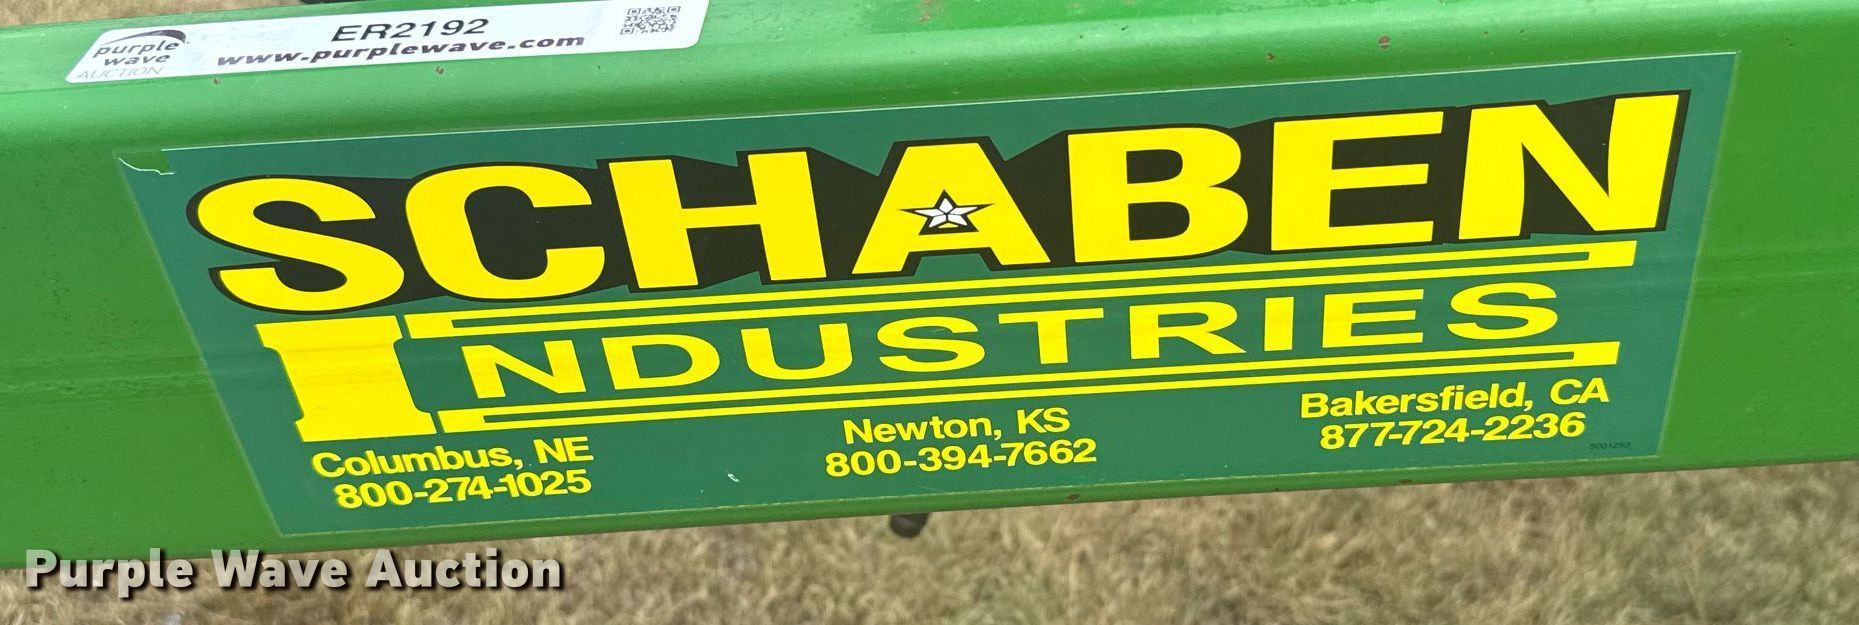 purple
wave
AUCTION
ER2192
www.purplewave.com
SCHABEN
INDUSTRIES
Columbus, NE
800-274-1025
Newton, KS
800-394-7662
Bakersfield, CA
877-724-2236
Purple Wave Auction